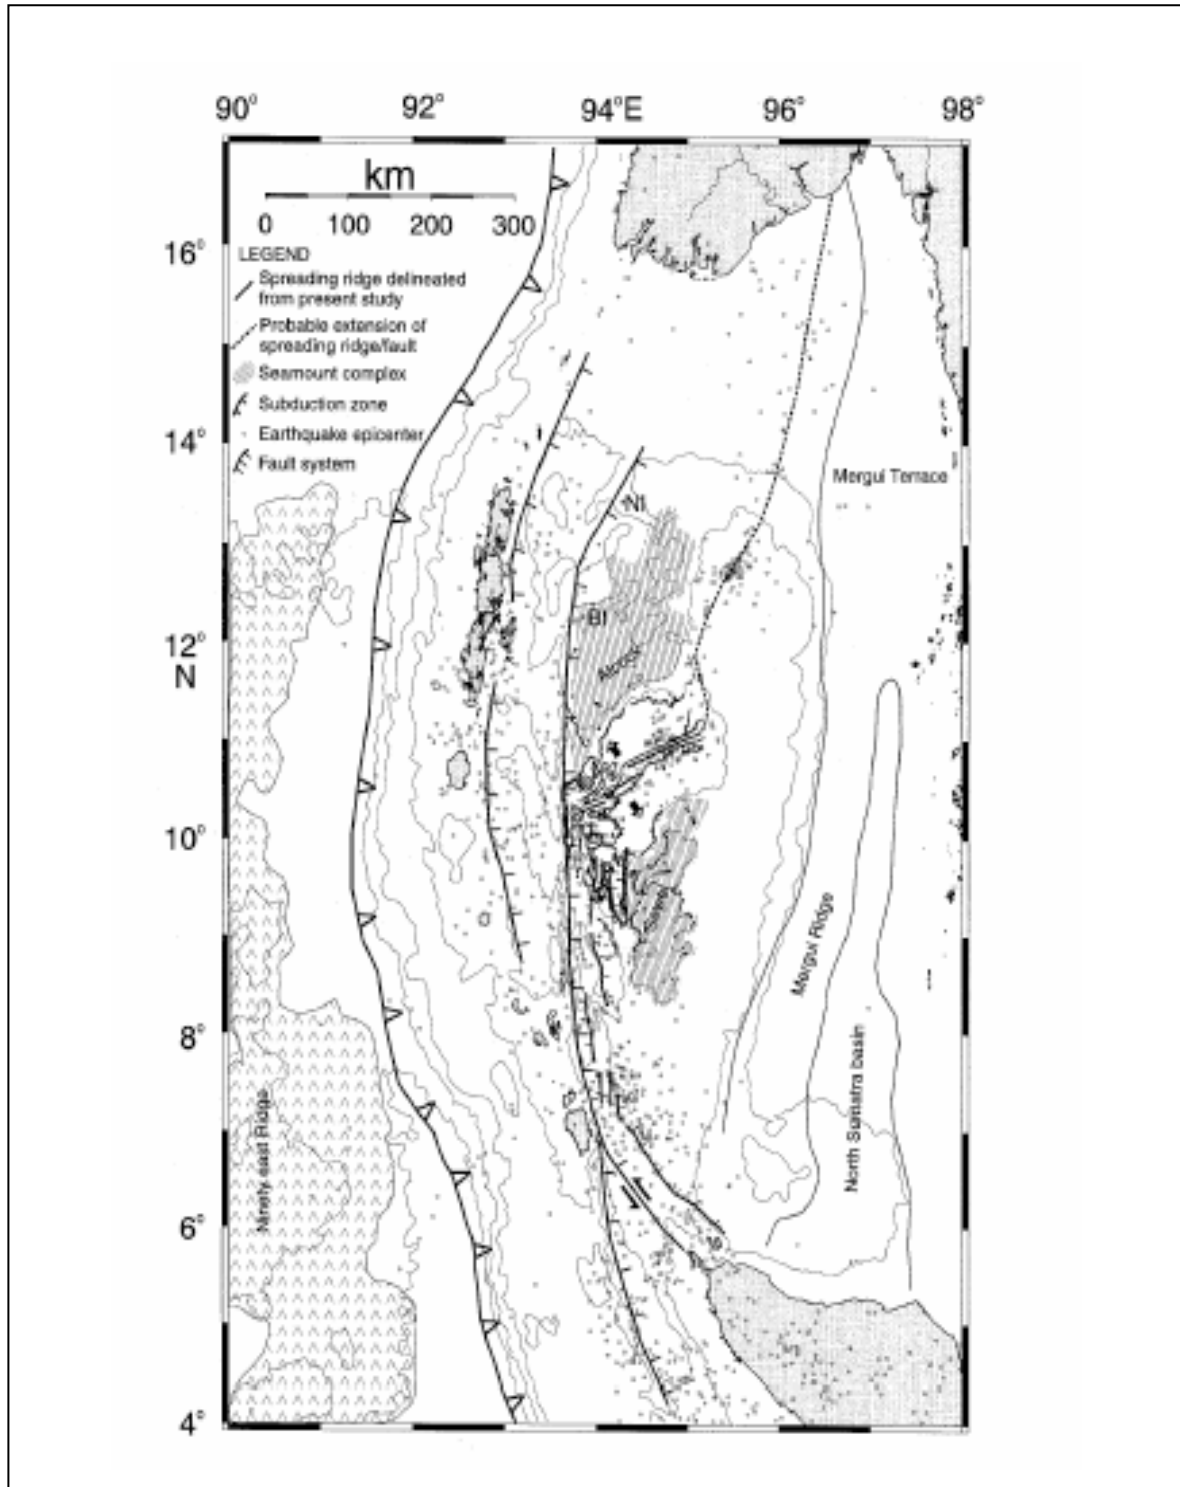 90° 92° 94°E 96° 98°
km
0 100 200 300
16°
LEGEND
Spreading ridge delineated
from present study
Probable extension of
spreading ridge/fault
Seamount complex
Subduction zone
Earthquake epicenter
Fault system
14°
Mergui Terrace
NI
12°
N
BI
10°
Mergui Ridge
8°
North Sumatra basin
Ninety east Ridge
6°
4°